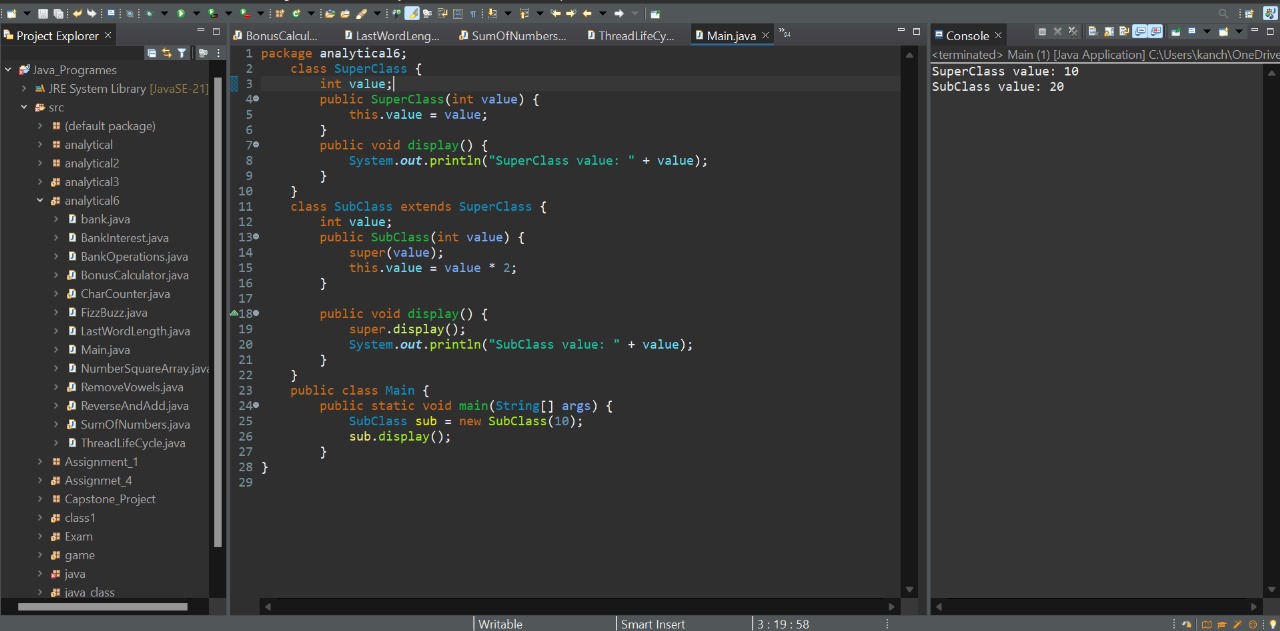 Project Explorer
Java_Programes
JRE System Library [JavaSE-21]
src
(default package)
analytical
analytical2
analytical3
analytical6
bank.java
BankInterest.java
BankOperations.java
BonusCalculator.java
CharCounter.java
FizzBuzz.java
LastWordLength.java
Main.java
NumberSquareArray.java
RemoveVowels.java
ReverseAndAdd.java
SumOfNumbers.java
ThreadLifeCycle.java
Assignment_1
Assignmet_4
Capstone_Project
class1
Exam
game
java
java class
BonusCalcul... LastWordLeng... SumOfNumbers... ThreadLifeCy... Main.java
1 package analytical6;
2 class SuperClass {
3 int value;
4 public SuperClass(int value) {
5 this.value = value;
6 }
7 public void display() {
8 System.out.println("SuperClass value: " + value);
9 }
10 }
11 class SubClass extends SuperClass {
12 int value;
13 public SubClass(int value) {
14 super(value);
15 this.value = value * 2;
16 }
17
18 public void display() {
19 super.display();
20 System.out.println("SubClass value: " + value);
21 }
22 }
23 public class Main {
24 public static void main(String[] args) {
25 SubClass sub = new SubClass(10);
26 sub.display();
27 }
28 }
29
Console
<terminated> Main (1) [Java Application] C:\Users\kanch\OneDrive
SuperClass value: 10
SubClass value: 20
Writable Smart Insert 3 : 19 : 58